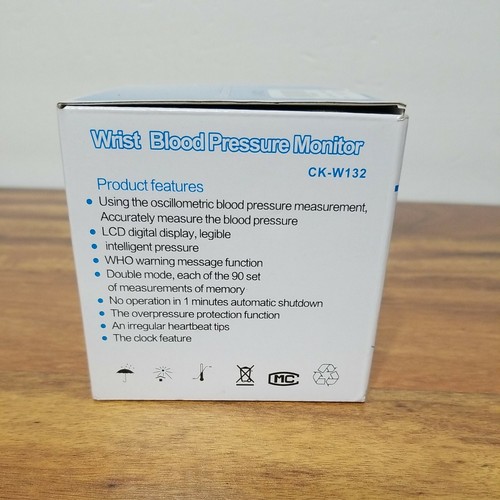 Wrist Blood Pressure Monitor
CK-W132
Product features
Using the oscillometric blood pressure measurement,
Accurately measure the blood pressure
LCD digital display, legible
intelligent pressure
WHO warning message function
Double mode, each of the 90 set
of measurements of memory
No operation in 1 minutes automatic shutdown
The overpressure protection function
An irregular heartbeat tips
The clock feature
MC